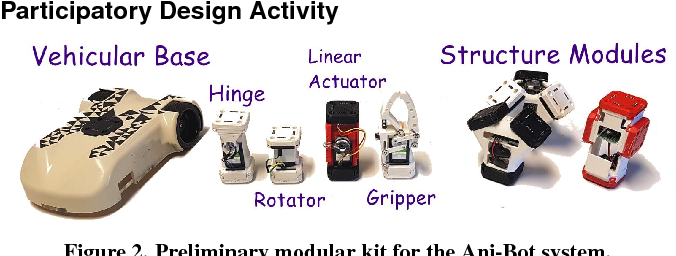 Participatory Design Activity
Vehicular Base
Hinge
Linear
Actuator
Structure Modules
Rotator
Gripper
Figure 2. Preliminary modular kit for the Ani-Bot system.